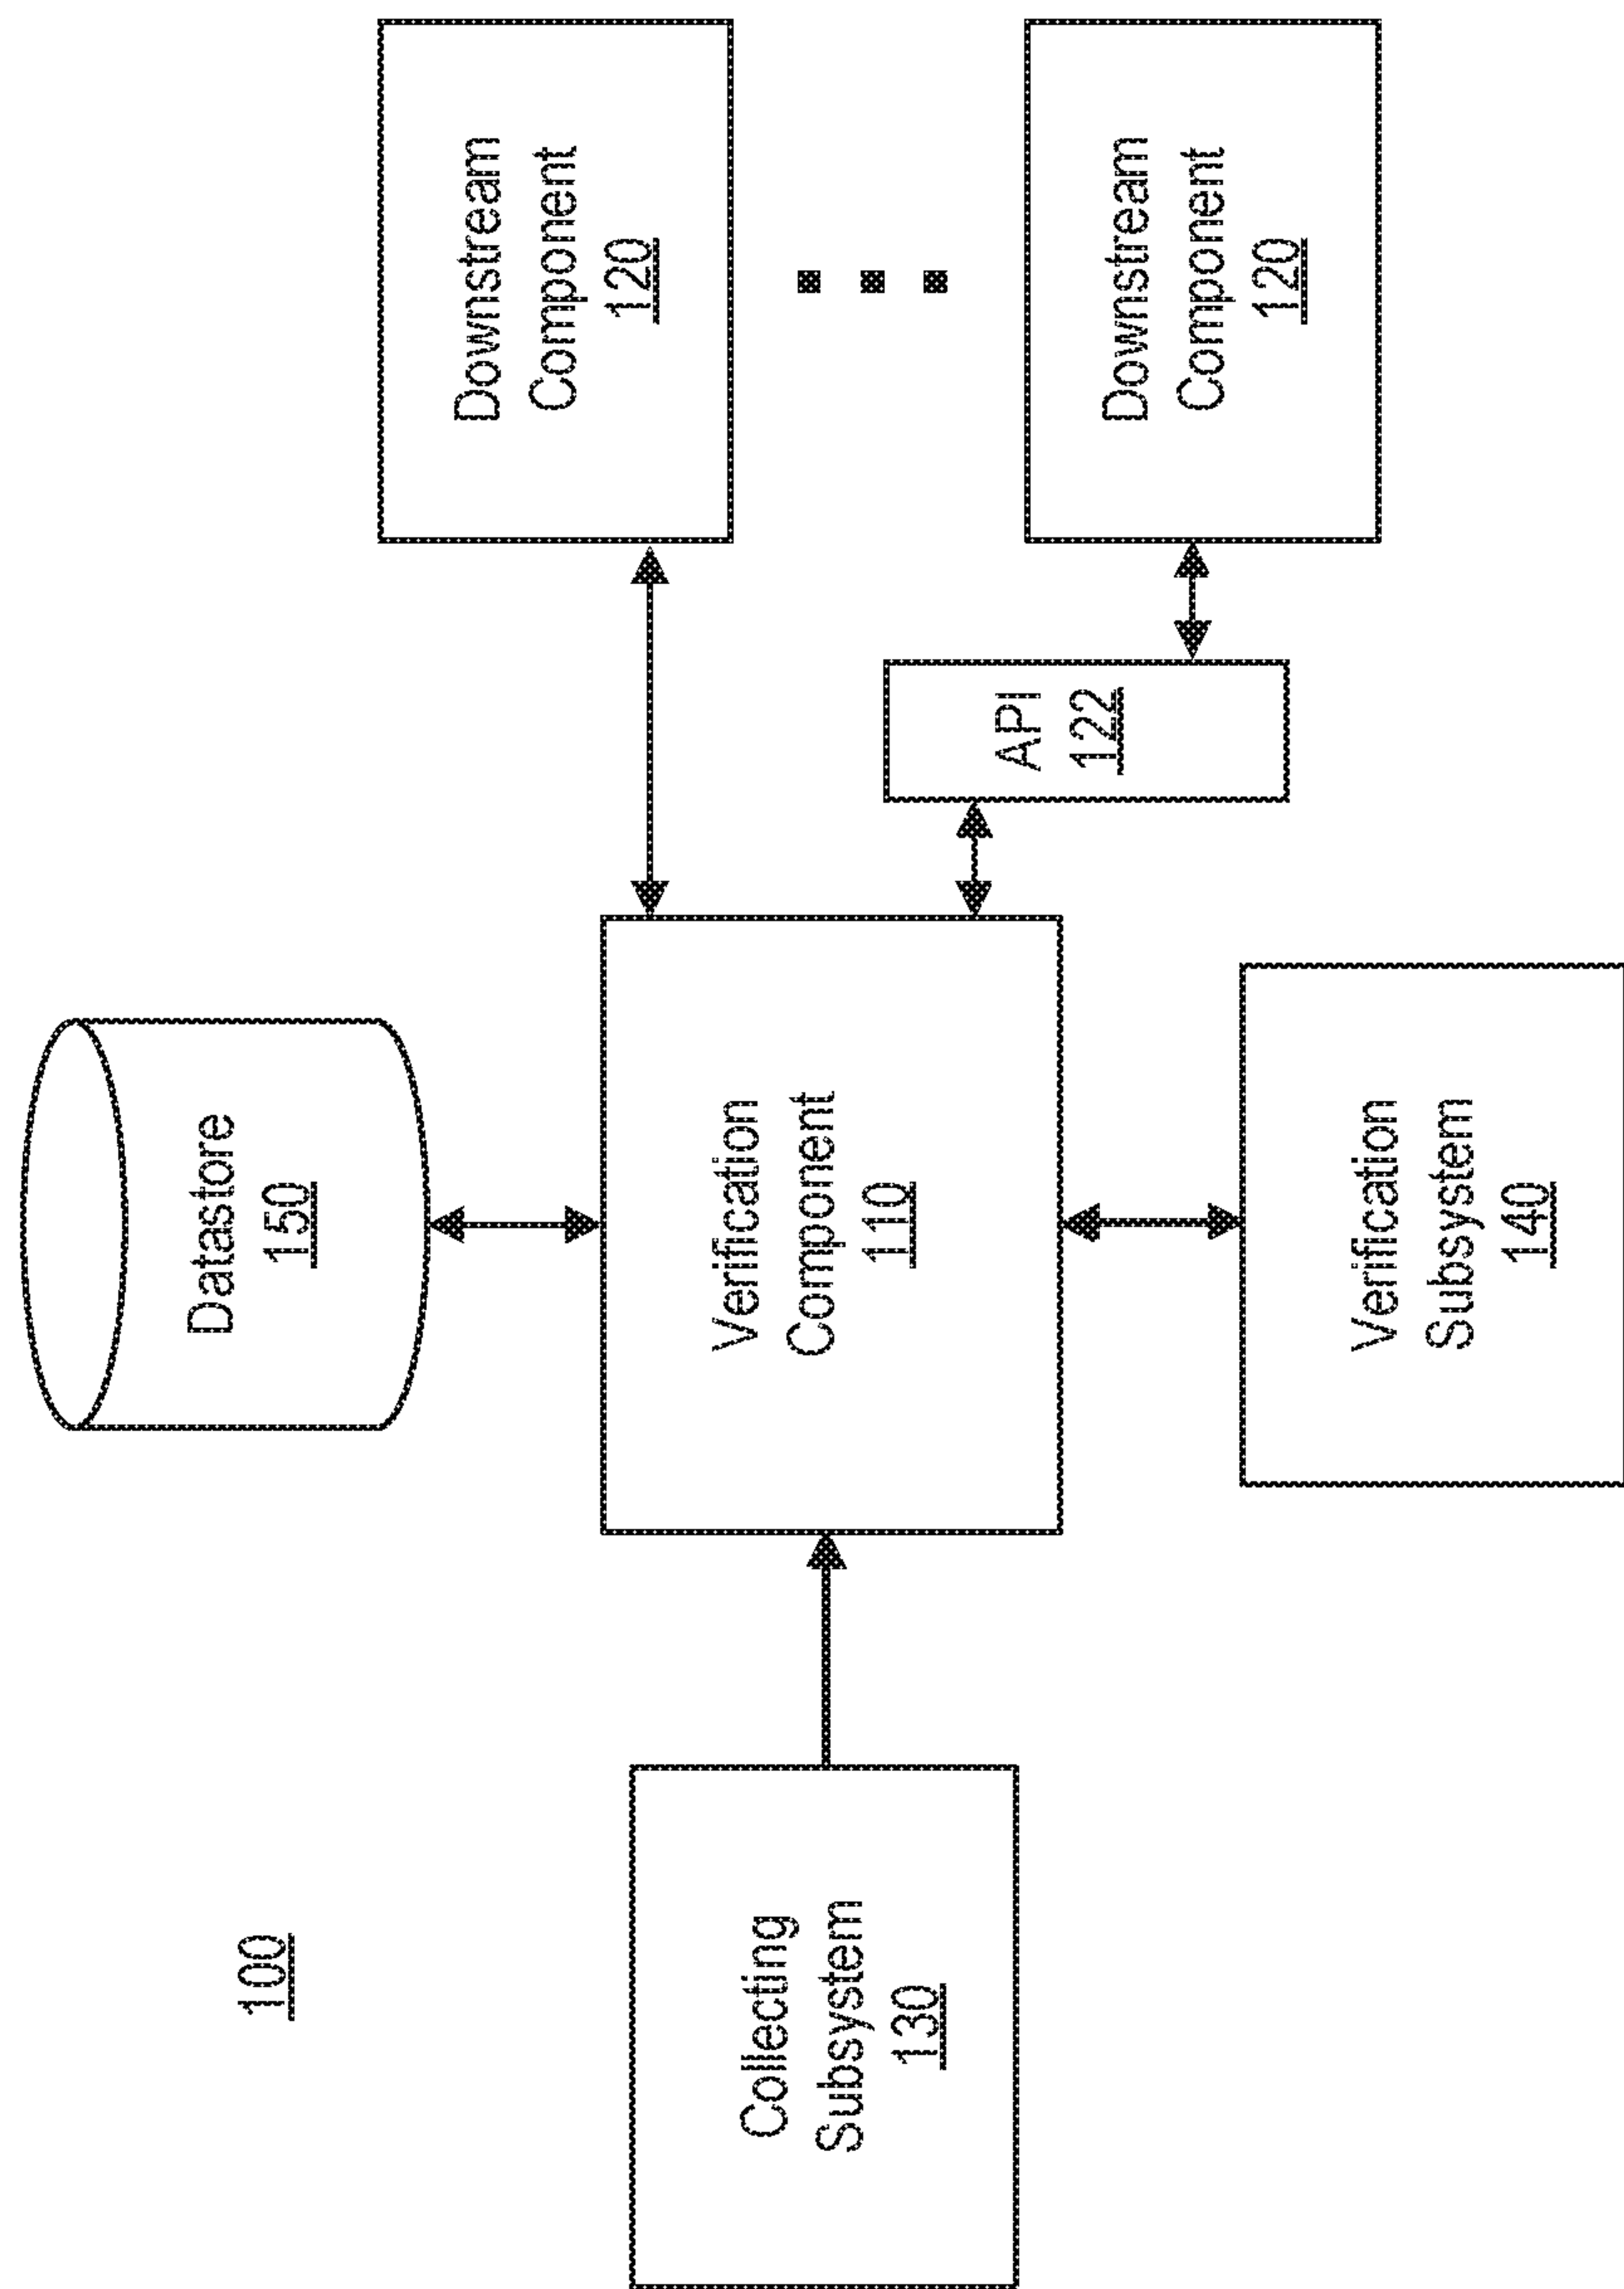 100
Datastore
150
Downstream
Component
120
Collecting
Subsystem
130
Verification
Component
110
API
122
Downstream
Component
120
Verification
Subsystem
140